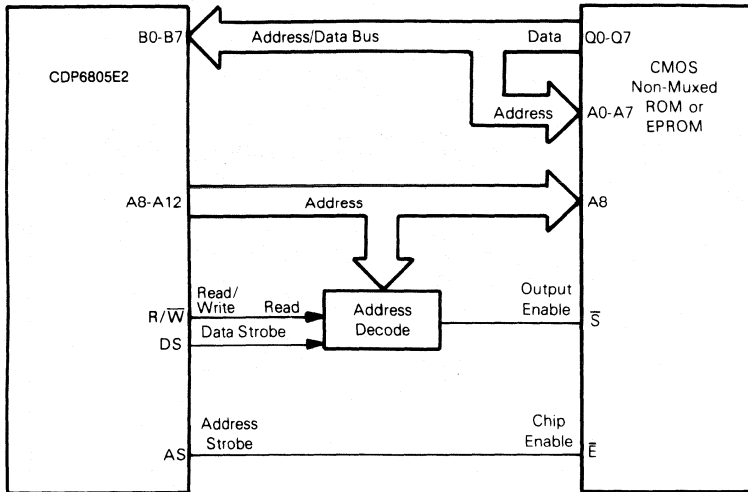 B0-B7
Address/Data Bus
Data
Q0-Q7
CDP6805E2
CMOS
Non-Muxed
ROM or
EPROM
Address
A0-A7
A8-A12
Address
A8
Read/
Write
Read
R/W̅
Data Strobe
DS
Address
Decode
Output
Enable
S̅
Address
Strobe
AS
Chip
Enable
E̅